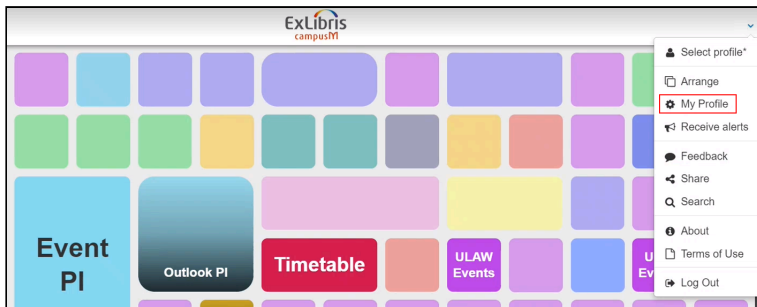 ExLibris
campusM
Select profile*
Arrange
My Profile
Receive alerts
Feedback
Share
Search
About
Terms of Use
Log Out
Event
PI
Outlook PI
Timetable
ULAW
Events
U
Ev